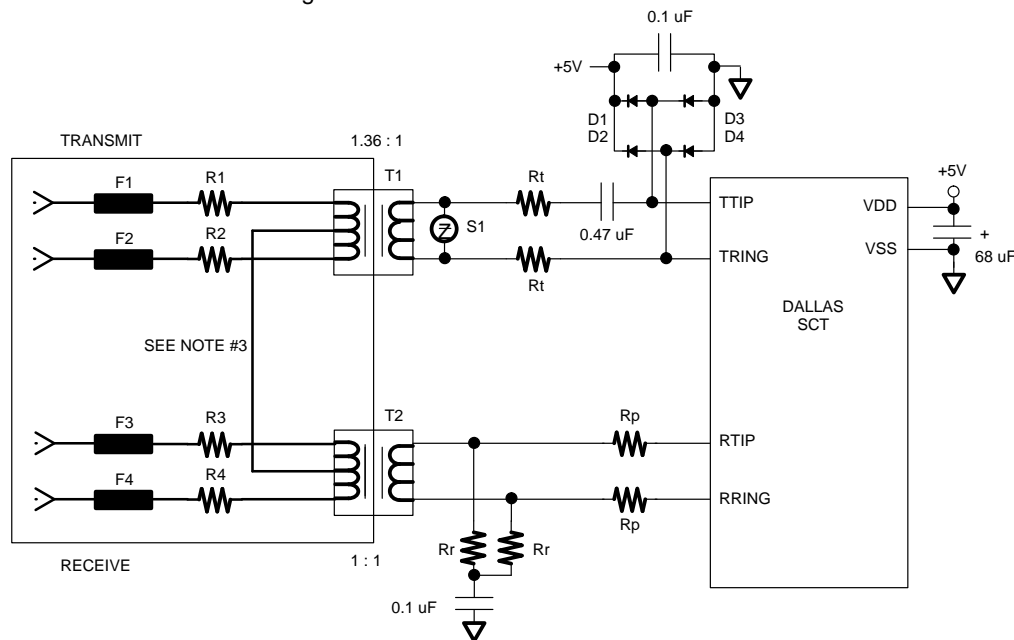 0.1 uF
+5V
D1
D2
D3
D4
TRANSMIT
1.36 : 1
F1
R1
T1
Rt
S1
0.47 uF
TTIP
VDD
+5V
F2
R2
Rt
TRING
VSS
+
68 uF
DALLAS
SCT
SEE NOTE #3
F3
R3
T2
Rp
RTIP
F4
R4
Rp
RRING
RECEIVE
1 : 1
Rr
Rr
0.1 uF